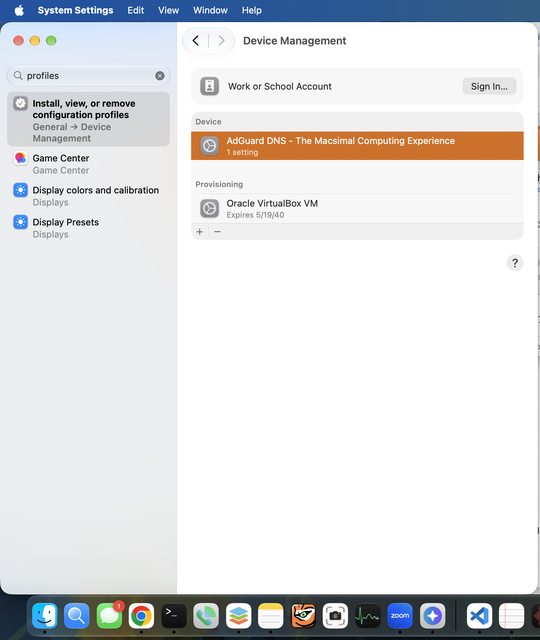 System Settings Edit View Window Help
Device Management
profiles
Work or School Account
Sign In...
Install, view, or remove
configuration profiles
General → Device
Management
Game Center
Game Center
Display colors and calibration
Displays
Display Presets
Displays
Device
AdGuard DNS - The Macsimal Computing Experience
1 setting
Provisioning
Oracle VirtualBox VM
Expires 5/19/40
+ −
?
1
zoom